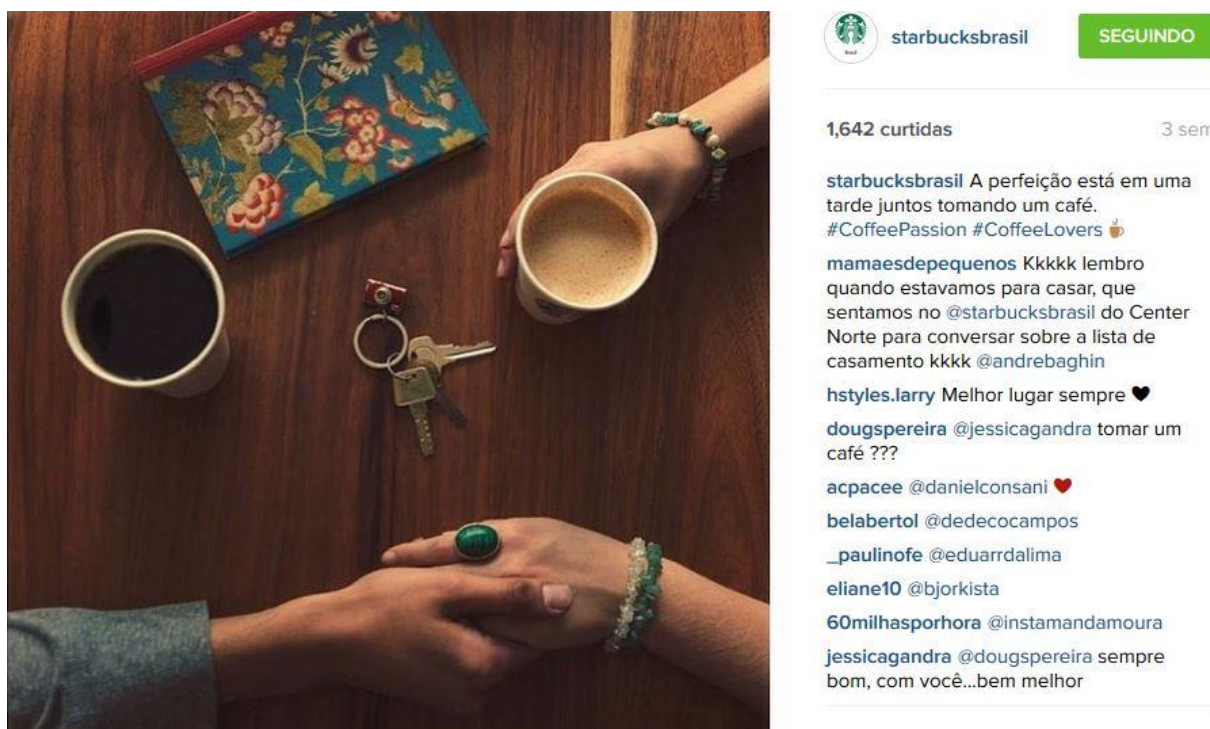 starbucksbrasil
SEGUINDO
1,642 curtidas
3 sem
starbucksbrasil A perfeição está em uma
tarde juntos tomando um café.
#CoffeePassion #CoffeeLovers ☕
mamaesdepequenos Kkkkk lembro
quando estavamos para casar, que
sentamos no @starbucksbrasil do Center
Norte para conversar sobre a lista de
casamento kkkk @andrebaghin
hstyles.larry Melhor lugar sempre ♥
dougspereira @jessicagandra tomar um
café ???
acpacee @danielconsani ❤
belabertol @dedecocampos
_paulinofe @eduarrdalima
eliane10 @bjorkista
60milhasporhora @instamandamoura
jessicagandra @dougspereira sempre
bom, com você...bem melhor